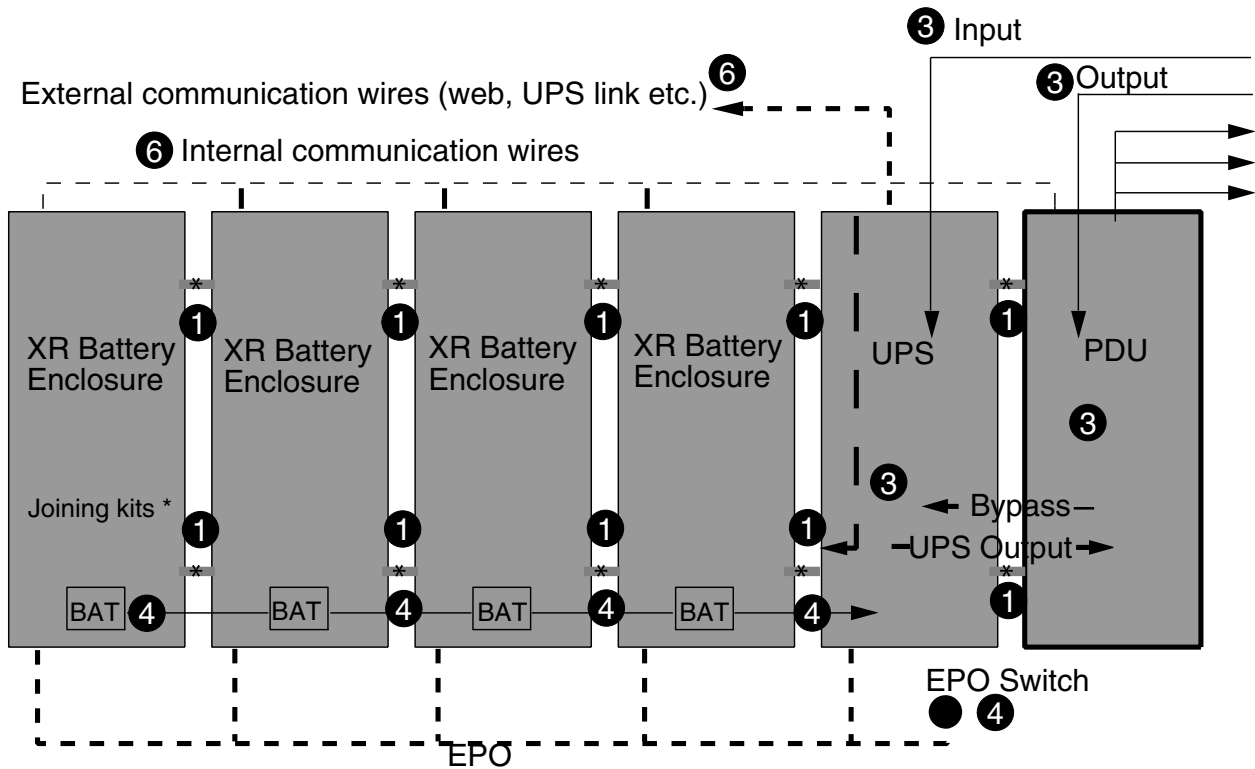 3 Input
3 Output
External communication wires (web, UPS link etc.) 6
6 Internal communication wires
* * * * *
1 1 1 1 1
XR Battery
Enclosure
XR Battery
Enclosure
XR Battery
Enclosure
XR Battery
Enclosure
UPS
PDU
3
3
Joining kits *
Bypass
1 1 1 1
UPS Output
* * * * *
BAT 4 BAT 4 BAT 4 BAT 4
1
EPO Switch
4
EPO